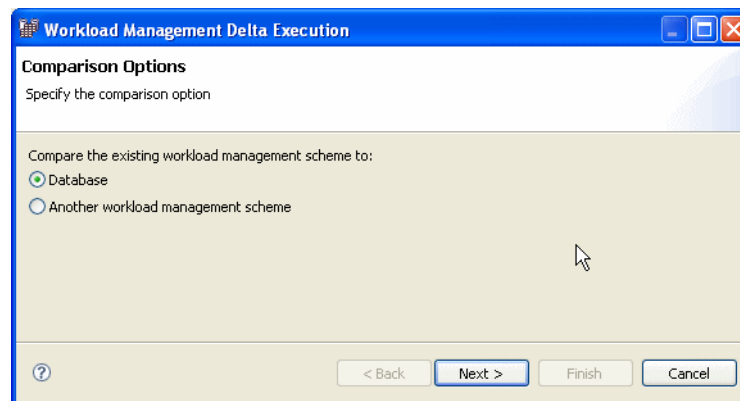 Workload Management Delta Execution
Comparison Options
Specify the comparison option
Compare the existing workload management scheme to:
Database
Another workload management scheme
?
< Back Next > Finish Cancel